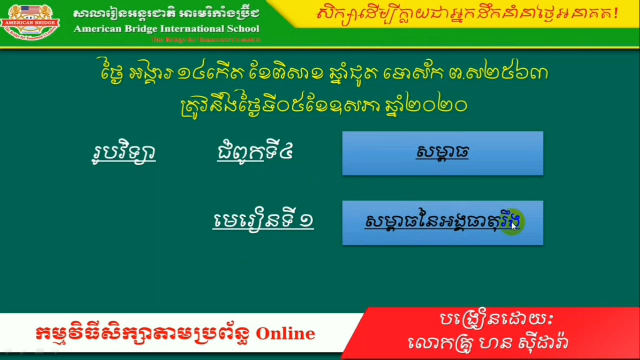 សាលារៀនអន្តរជាតិ អាមេរិកាំងប្រ៊ីជ
American Bridge International School
AMERICAN BRIDGE
សិក្សាដើម្បីក្លាយជាអ្នកដឹកនាំនាថ្ងៃអនាគត!
ថ្ងៃ អង្គារ ១៤កើត ខែពិសាខ ឆ្នាំជូត ទោស័ក ព.ស២៥៦៣
ត្រូវនឹងថ្ងៃទី០៥ខែឧសភា ឆ្នាំ២០២០
រូបវិទ្យា ជំពូកទី៤ សម្ពាធ
មេរៀនទី ១ សម្ពាធនៃអង្គធាតុរឹង
កម្មវិធីសិក្សាតាមប្រព័ន្ធ Online
បង្រៀនដោយៈ
លោកគ្រូ ហន ស៊ីដារ៉ា